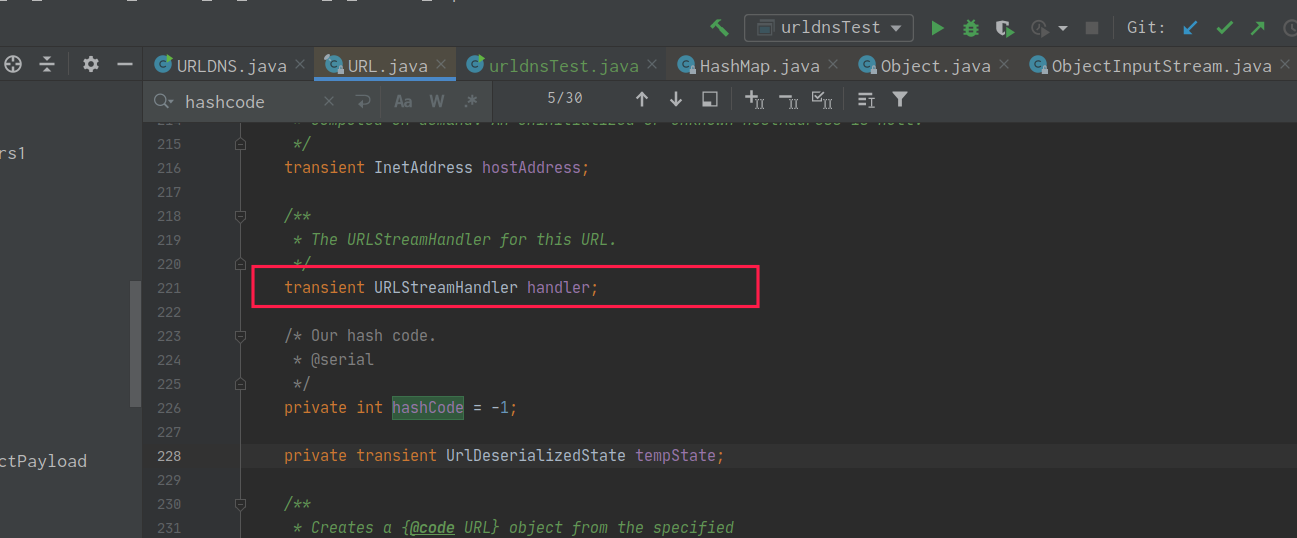 urldnsTest
Git:
URLDNS.java
URL.java
urldnsTest.java
HashMap.java
Object.java
ObjectInputStream.java
hashcode
Aa
W
.*
5/30
rs1
ctPayload
215 */
216 transient InetAddress hostAddress;
217
218 /**
219 * The URLStreamHandler for this URL.
220 */
221 transient URLStreamHandler handler;
222
223 /* Our hash code.
224 * @serial
225 */
226 private int hashCode = -1;
227
228 private transient UrlDeserializedState tempState;
229
230 /**
231 * Creates a {@code URL} object from the specified